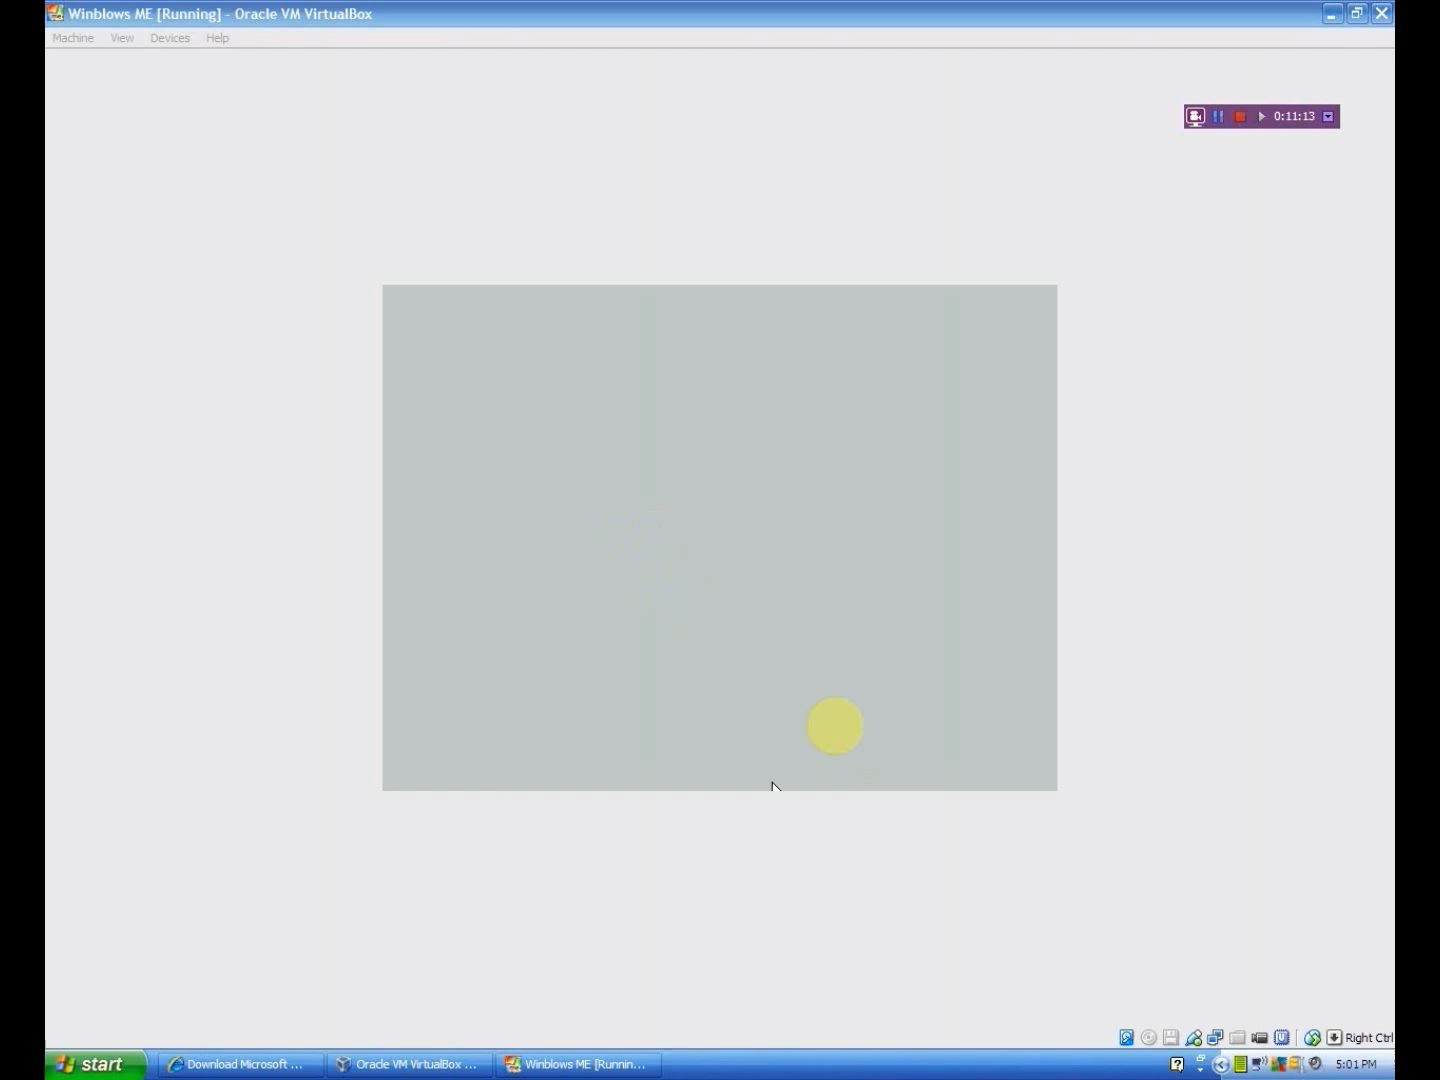 Winblows ME [Running] - Oracle VM VirtualBox
Machine View Devices Help
0:11:13
Right Ctrl
start Download Microsoft ... Oracle VM VirtualBox ... Winblows ME [Runnin... 5:01 PM